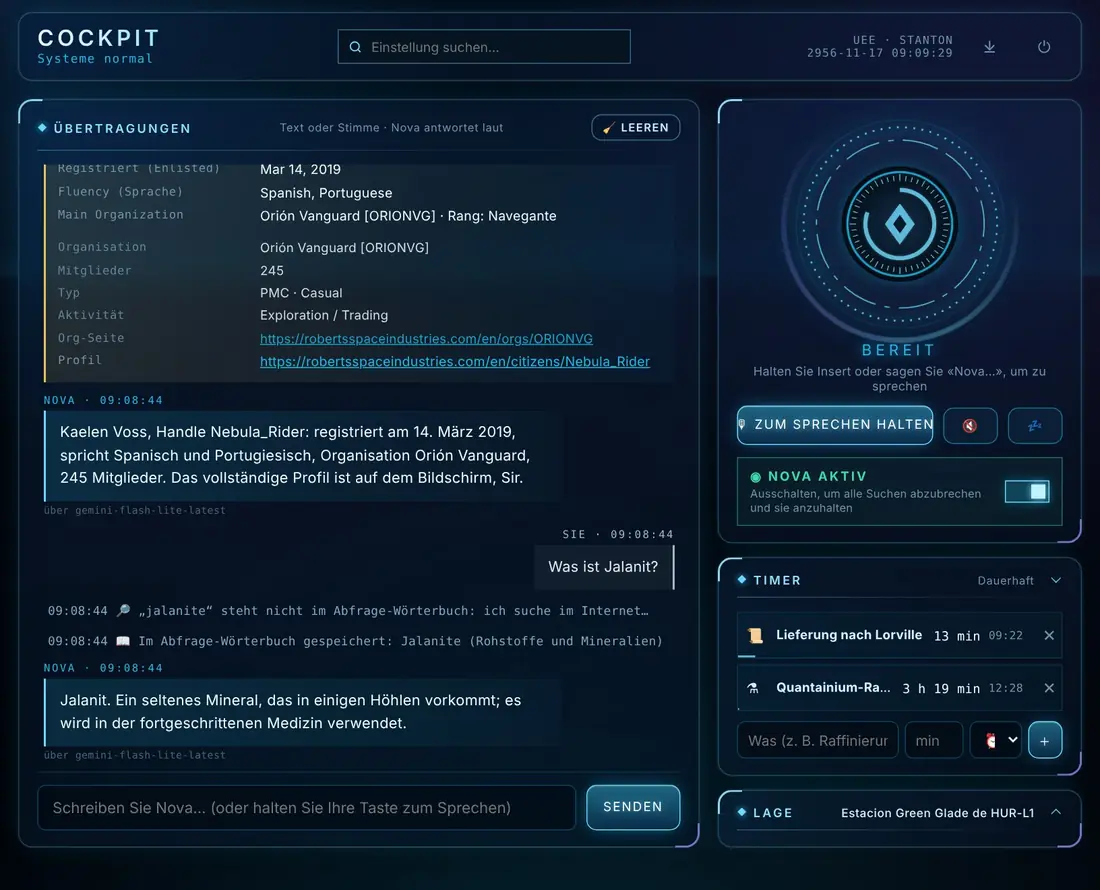 COCKPIT
Systeme normal
Einstellung suchen...
UEE · STANTON
2956-11-17 09:09:29
ÜBERTRAGUNGEN
Text oder Stimme · Nova antwortet laut
LEEREN
Registriert (Enlisted) Mar 14, 2019
Fluency (Sprache) Spanish, Portuguese
Main Organization Orión Vanguard [ORIONVG] · Rang: Navegante
Organisation Orión Vanguard [ORIONVG]
Mitglieder 245
Typ PMC · Casual
Aktivität Exploration / Trading
Org-Seite https://robertsspaceindustries.com/en/orgs/ORIONVG
Profil https://robertsspaceindustries.com/en/citizens/Nebula_Rider
NOVA · 09:08:44
Kaelen Voss, Handle Nebula_Rider: registriert am 14. März 2019,
spricht Spanisch und Portugiesisch, Organisation Orión Vanguard,
245 Mitglieder. Das vollständige Profil ist auf dem Bildschirm, Sir.
über gemini-flash-lite-latest
SIE · 09:08:44
Was ist Jalanit?
09:08:44 🔎 „jalanite“ steht nicht im Abfrage-Wörterbuch: ich suche im Internet…
09:08:44 📖 Im Abfrage-Wörterbuch gespeichert: Jalanite (Rohstoffe und Mineralien)
NOVA · 09:08:44
Jalanit. Ein seltenes Mineral, das in einigen Höhlen vorkommt; es
wird in der fortgeschrittenen Medizin verwendet.
über gemini-flash-lite-latest
Schreiben Sie Nova... (oder halten Sie Ihre Taste zum Sprechen)
SENDEN
BEREIT
Halten Sie Insert oder sagen Sie «Nova...», um zu
sprechen
ZUM SPRECHEN HALTEN
NOVA AKTIV
Ausschalten, um alle Suchen abzubrechen
und sie anzuhalten
TIMER
Dauerhaft
Lieferung nach Lorville 13 min 09:22 ✕
Quantainium-Ra... 3 h 19 min 12:28 ✕
Was (z. B. Raffinierur
min
+
LAGE
Estacion Green Glade de HUR-L1